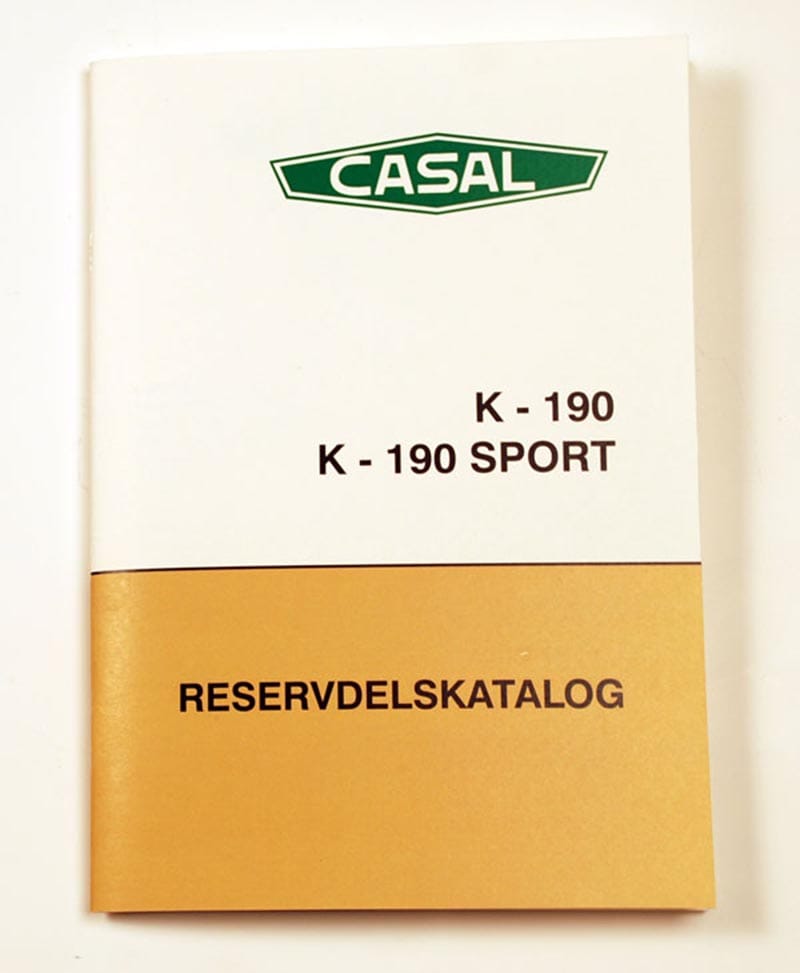 CASAL
K - 190
K - 190 SPORT
RESERVDELSKATALOG